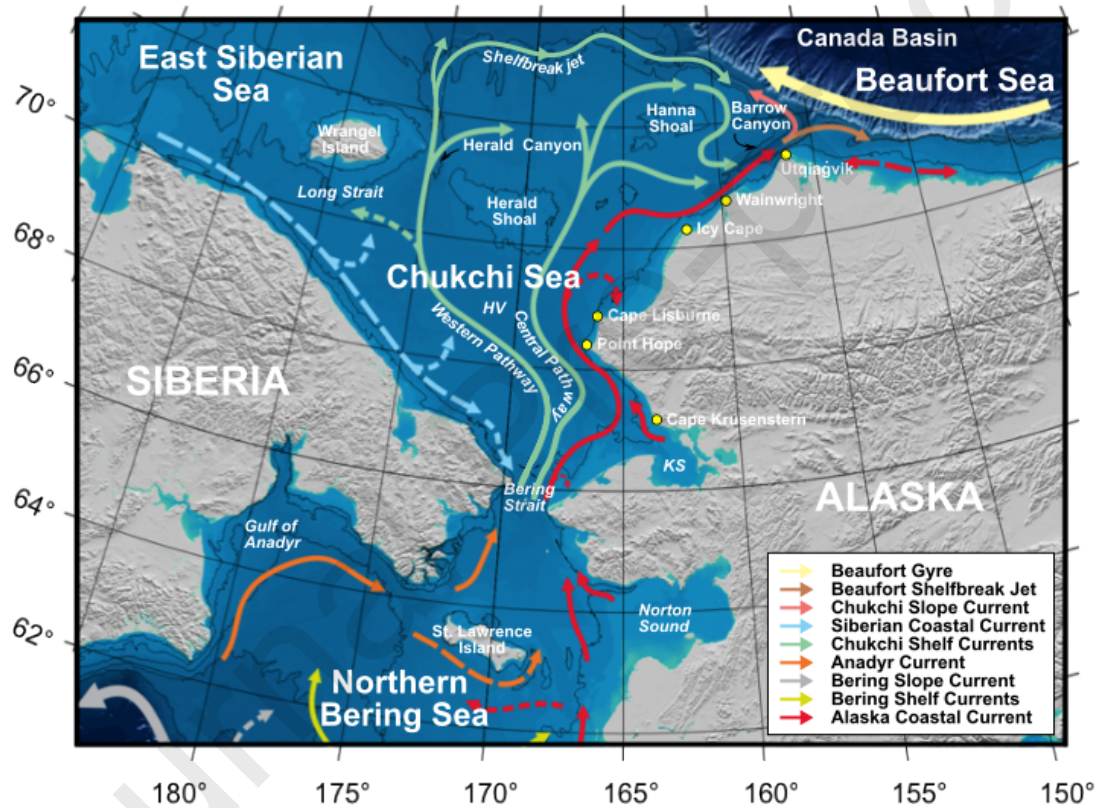 Canada Basin
East Siberian
Sea
Shelfbreak jet
Beaufort Sea
70°
Hanna
Shoal
Barrow
Canyon
Wrangel
Island
Herald Canyon
Utqiaġvik
Long Strait
Wainwright
Herald
Shoal
68°
Icy Cape
Chukchi Sea
HV
Cape Lisburne
Western Pathway
Central Pathway
Point Hope
66°
SIBERIA
Cape Krusenstern
KS
Bering
Strait
ALASKA
64°
Gulf of
Anadyr
Beaufort Gyre
Beaufort Shelfbreak Jet
Chukchi Slope Current
Siberian Coastal Current
Chukchi Shelf Currents
Anadyr Current
Bering Slope Current
Bering Shelf Currents
Alaska Coastal Current
Norton
Sound
62°
St. Lawrence
Island
Northern
Bering Sea
180°
175°
170°
165°
160°
155°
150°